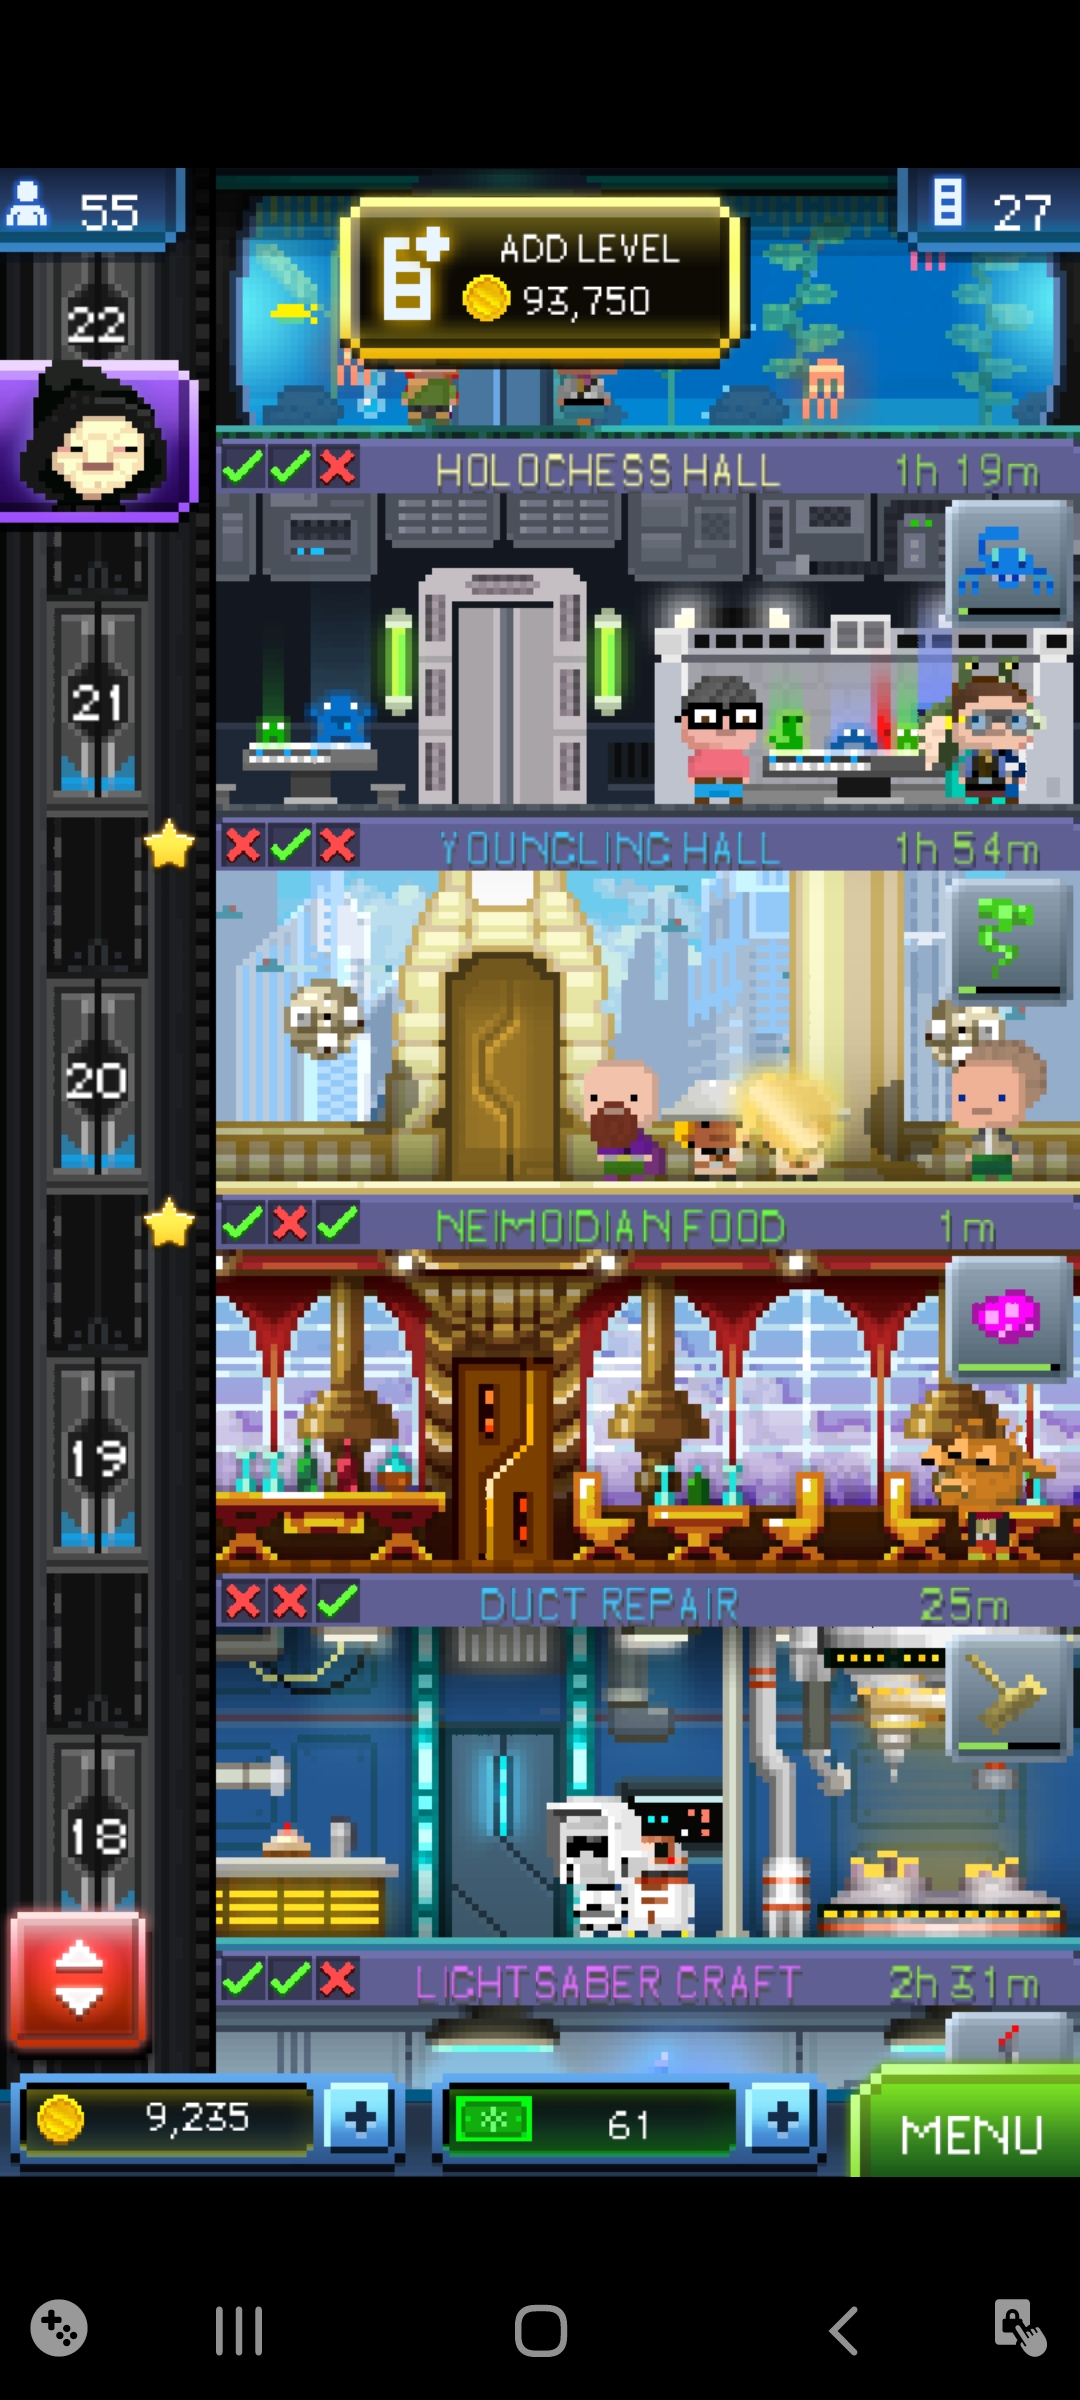 55
ADD LEVEL
93,750
27
22
HOLOCHESS HALL 1h 19m
21
YOUNGLING HALL 1h 54m
20
NEIMOIDIAN FOOD 1m
19
DUCT REPAIR 25m
18
LIGHTSABER CRAFT 2h 31m
9,235
61
MENU